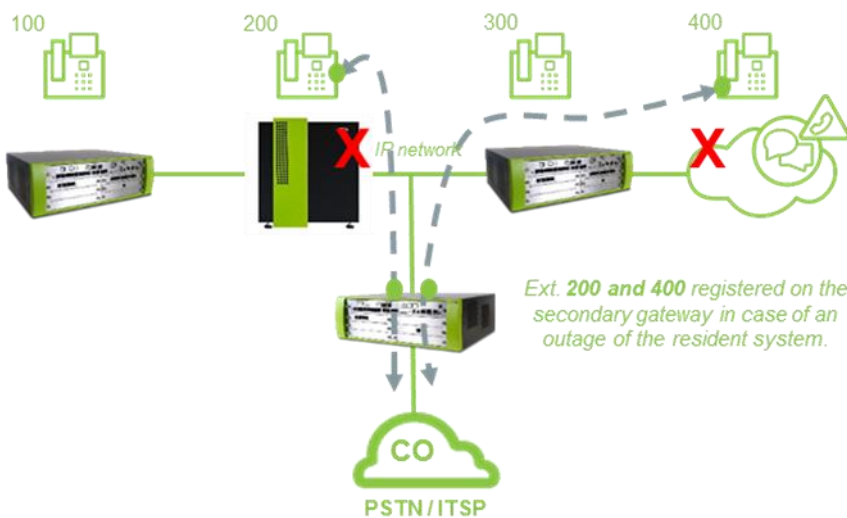 100
200
300
400
X
IP network
X
Ext. 200 and 400 registered on the
secondary gateway in case of an
outage of the resident system.
CO
PSTN / ITSP